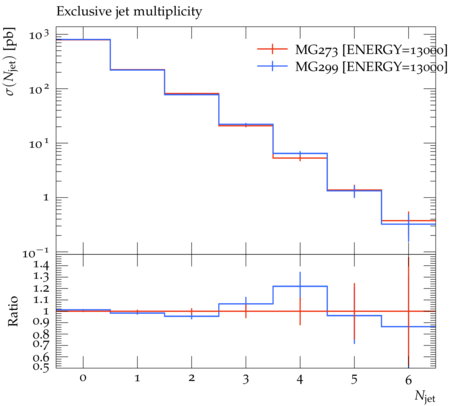 Exclusive jet multiplicity
σ(N_jet) [pb]
10³
10²
10¹
1
10⁻¹
MG273 [ENERGY=13000]
MG299 [ENERGY=13000]
Ratio
1.4
1.3
1.2
1.1
1
0.9
0.8
0.7
0.6
0.5
0 1 2 3 4 5 6
N_jet